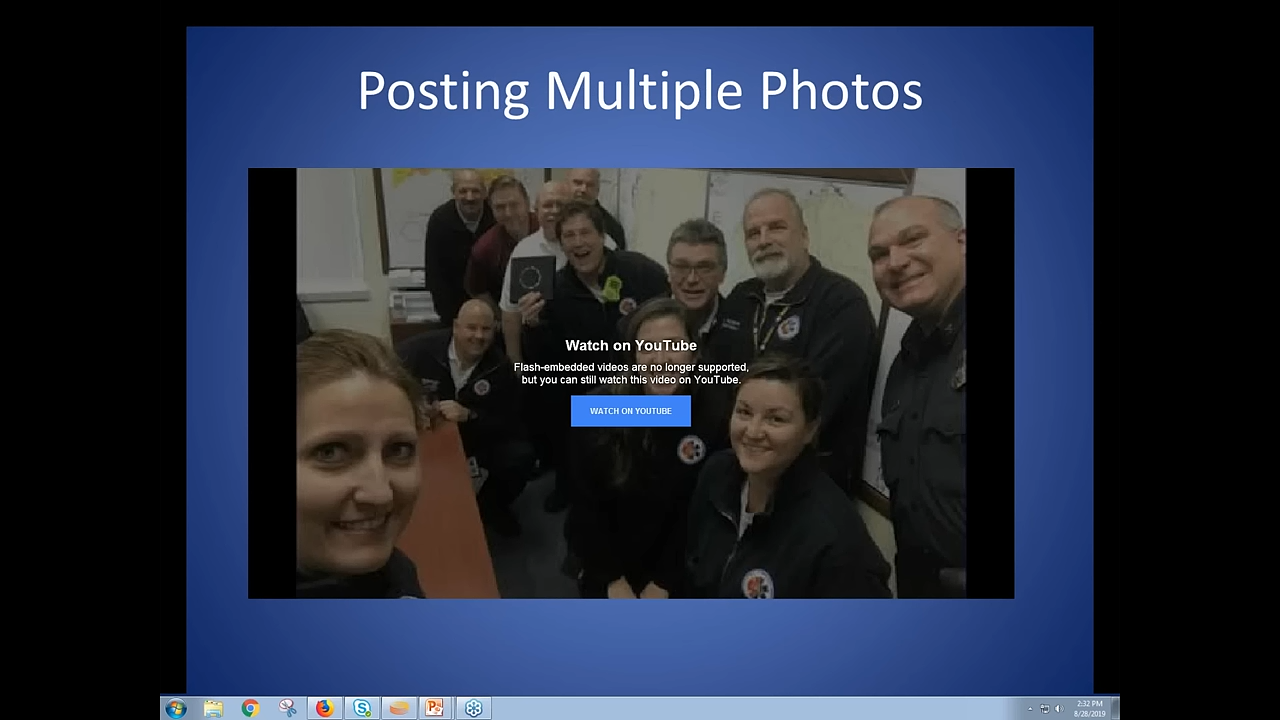 Posting Multiple Photos
Watch on YouTube
Flash-embedded videos are no longer supported,
but you can still watch this video on YouTube.
WATCH ON YOUTUBE
2:32 PM
8/28/2019